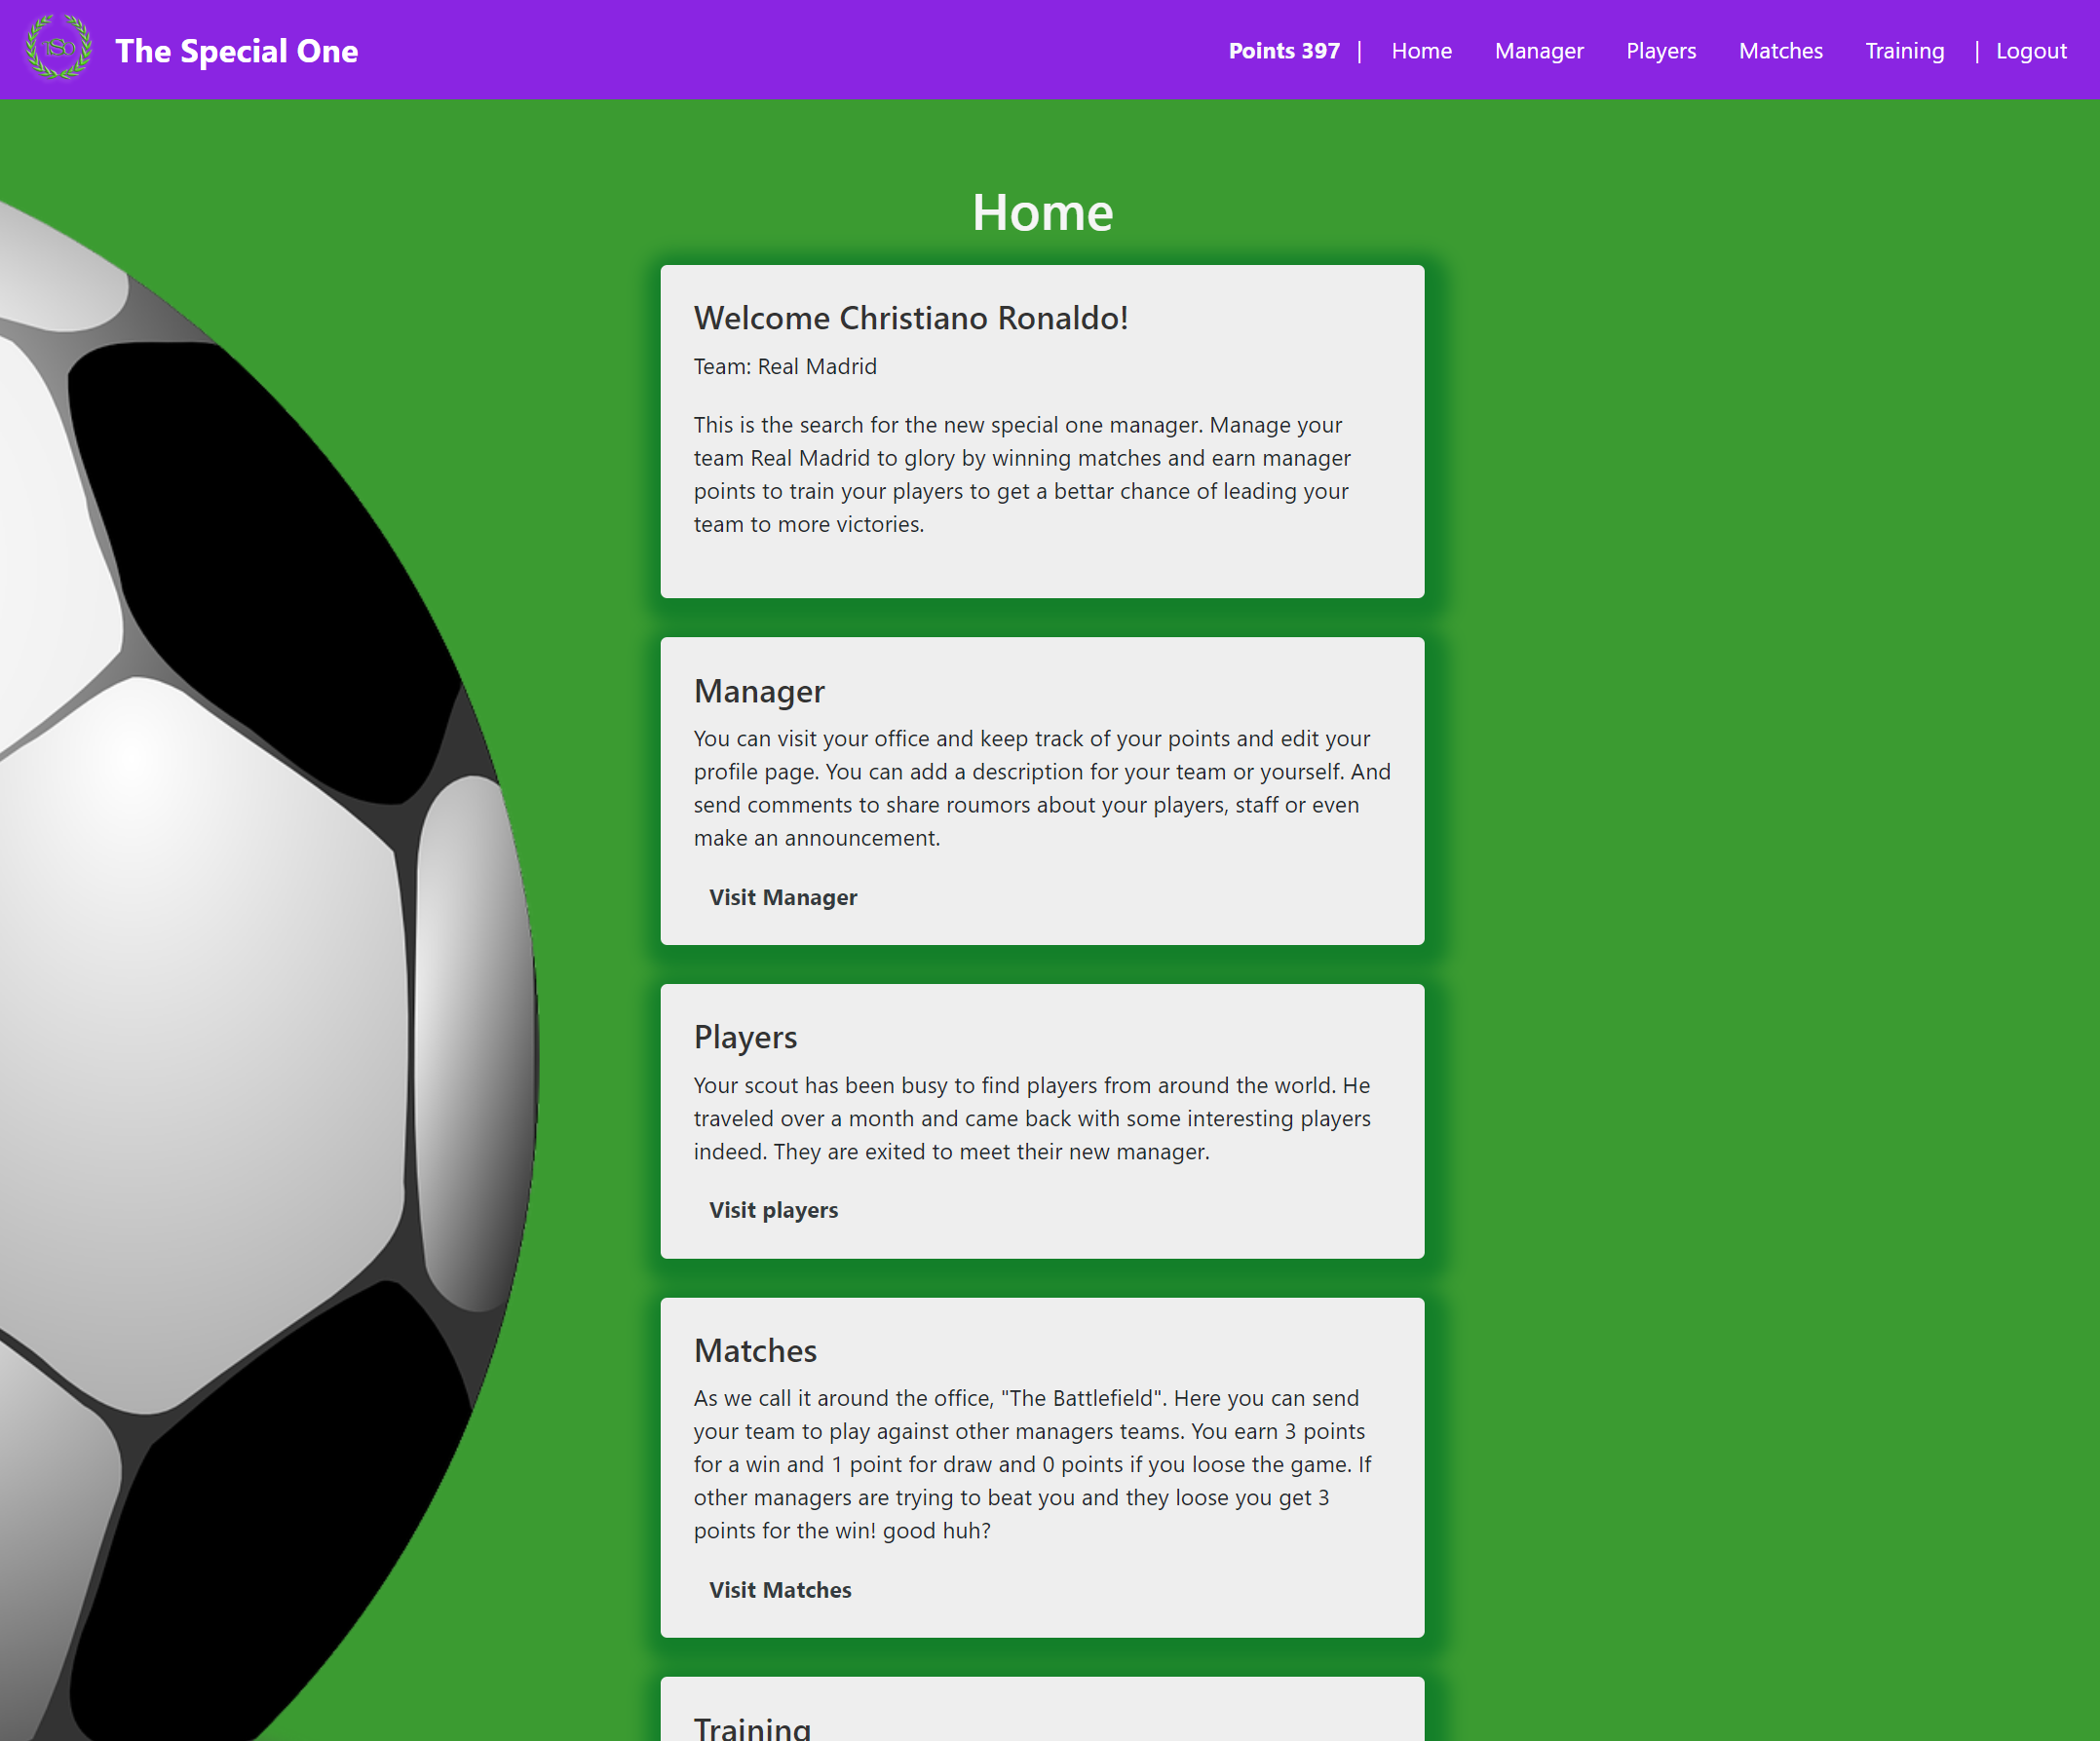 TSO
The Special One
Points 397 | Home Manager Players Matches Training | Logout
Home
Welcome Christiano Ronaldo!
Team: Real Madrid
This is the search for the new special one manager. Manage your
team Real Madrid to glory by winning matches and earn manager
points to train your players to get a bettar chance of leading your
team to more victories.
Manager
You can visit your office and keep track of your points and edit your
profile page. You can add a description for your team or yourself. And
send comments to share roumors about your players, staff or even
make an announcement.
Visit Manager
Players
Your scout has been busy to find players from around the world. He
traveled over a month and came back with some interesting players
indeed. They are exited to meet their new manager.
Visit players
Matches
As we call it around the office, "The Battlefield". Here you can send
your team to play against other managers teams. You earn 3 points
for a win and 1 point for draw and 0 points if you loose the game. If
other managers are trying to beat you and they loose you get 3
points for the win! good huh?
Visit Matches
Training